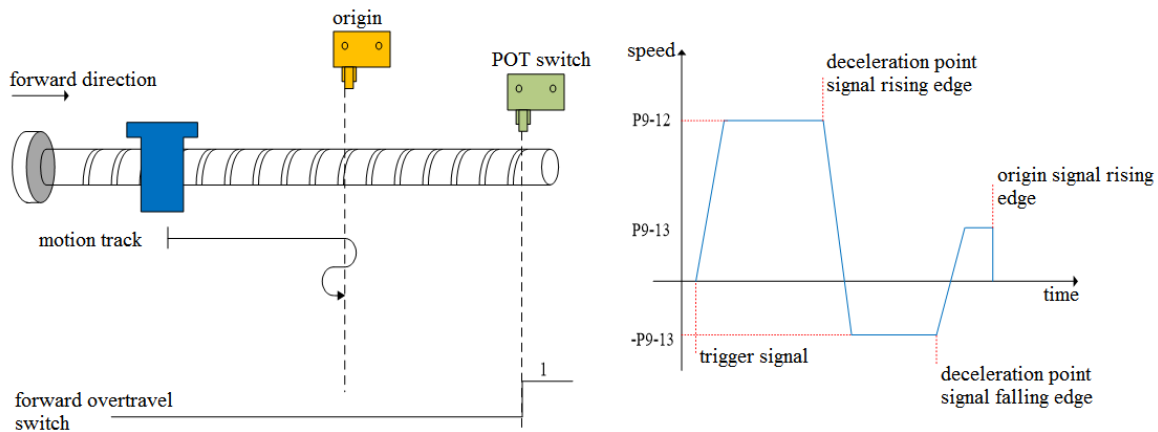 origin
POT switch
forward direction
motion track
1
forward overtravel
switch
speed
deceleration point
signal rising edge
P9-12
origin signal rising
edge
P9-13
time
-P9-13
trigger signal
deceleration point
signal falling edge